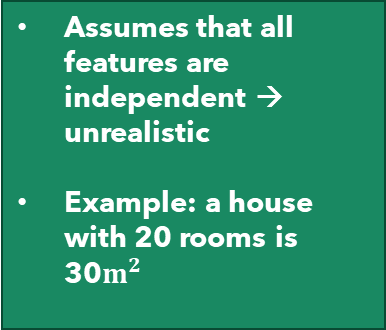 • Assumes that all
features are
independent →
unrealistic
• Example: a house
with 20 rooms is
30m²